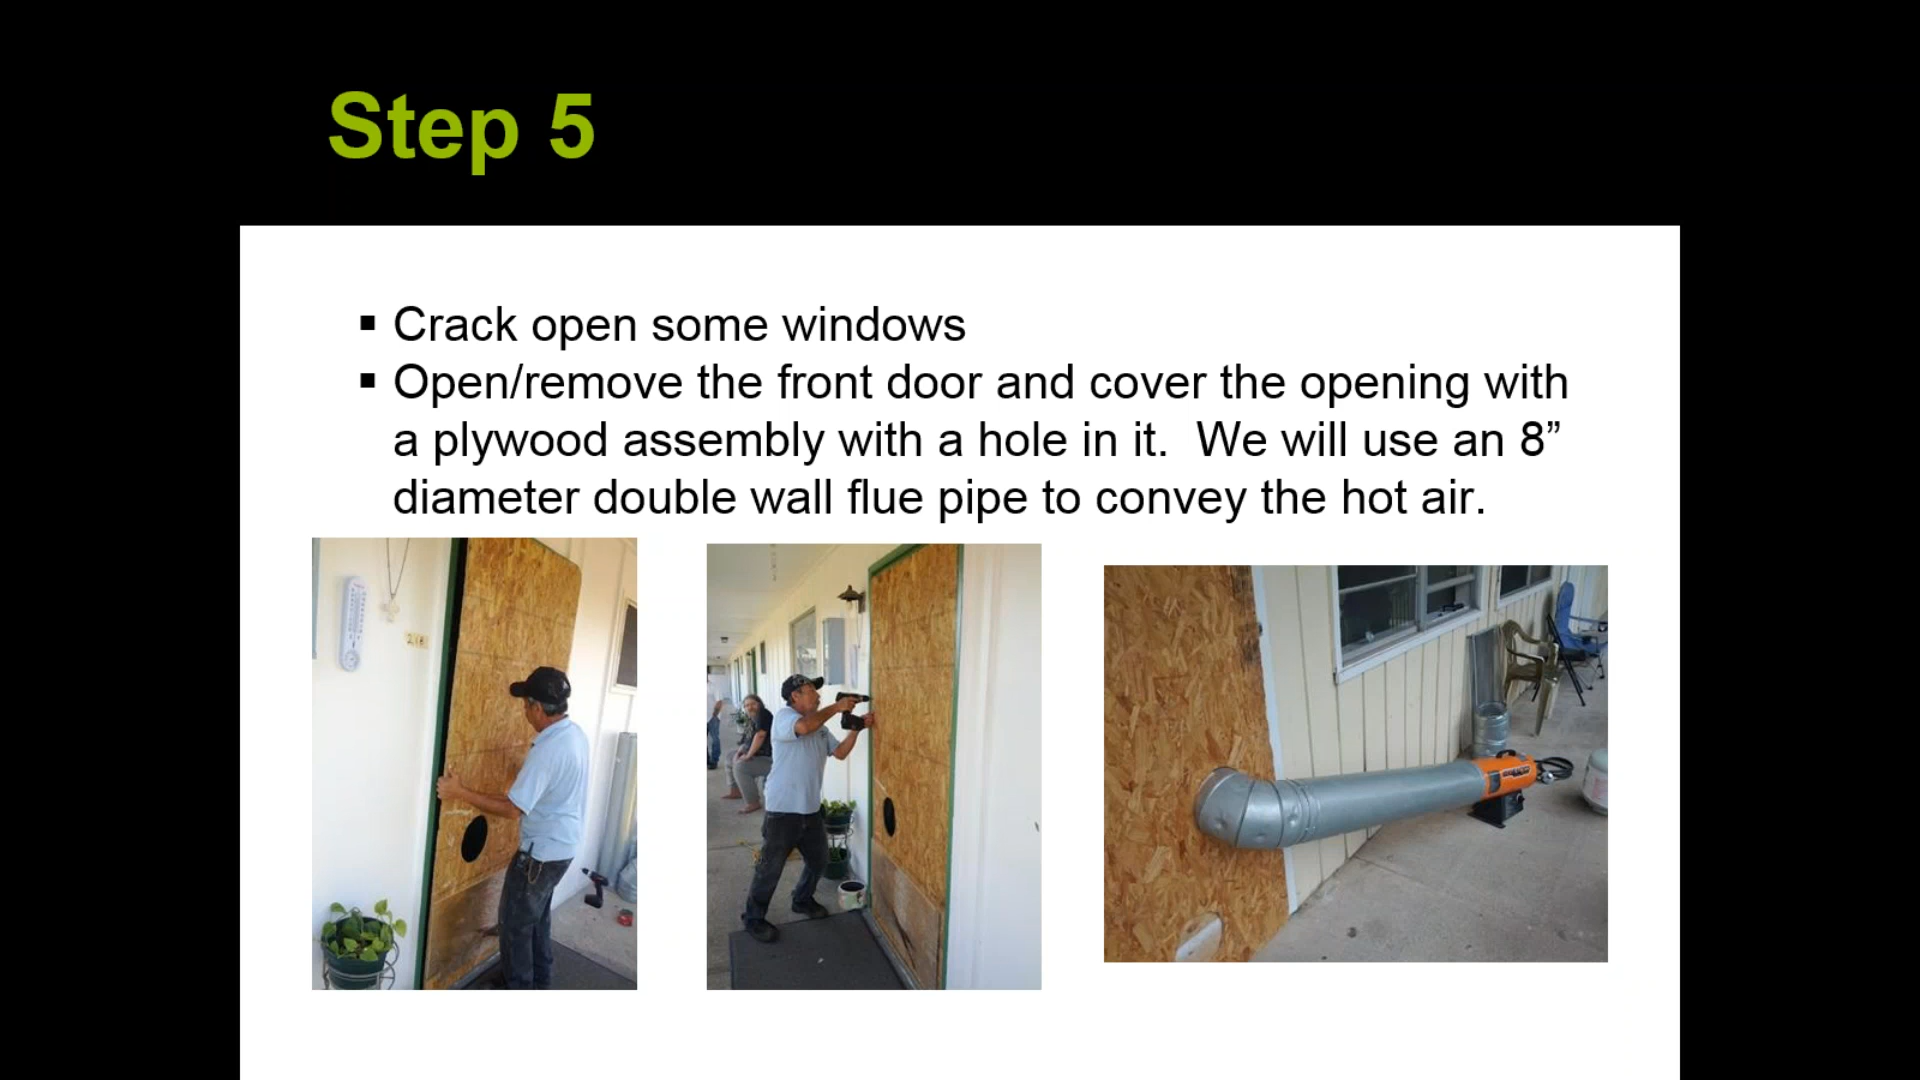 Step 5
▪ Crack open some windows
▪ Open/remove the front door and cover the opening with
a plywood assembly with a hole in it.  We will use an 8”
diameter double wall flue pipe to convey the hot air.